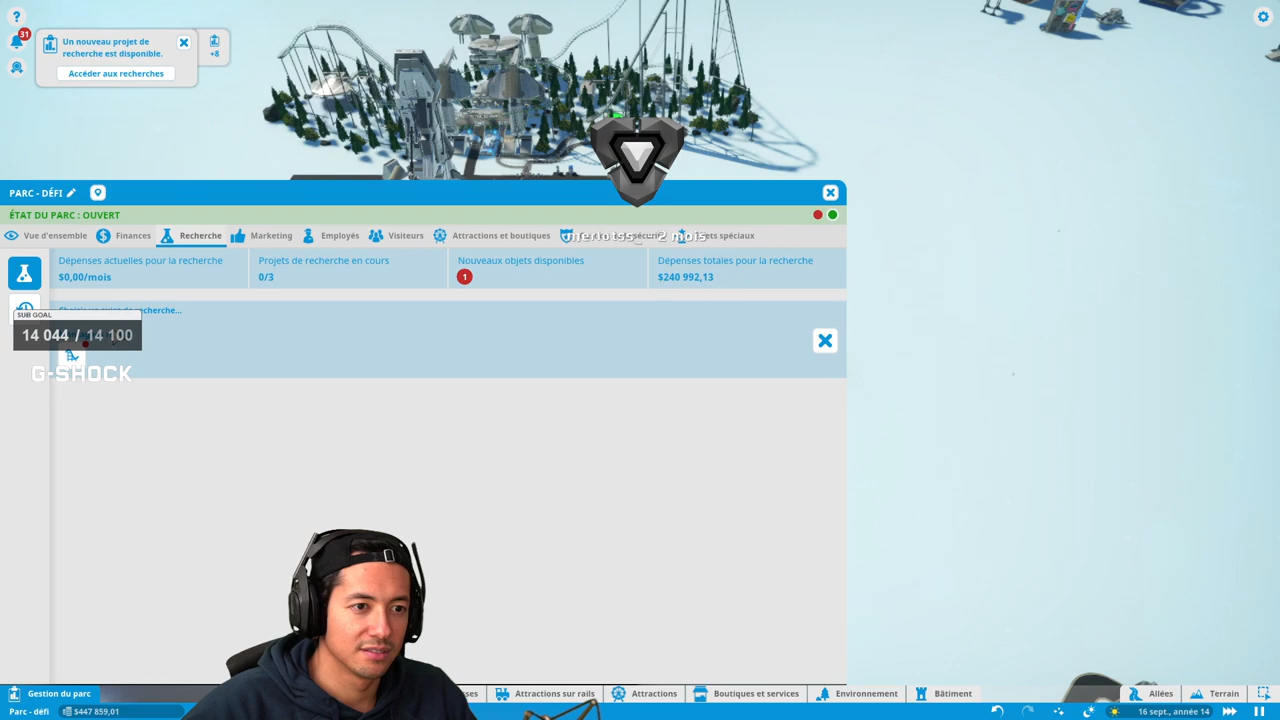 31
Un nouveau projet de
recherche est disponible.
+8
Accéder aux recherches
PARC - DÉFI
ÉTAT DU PARC : OUVERT
Vue d'ensemble
Finances
Recherche
Marketing
Employés
Visiteurs
Attractions et boutiques
merlotss_ - 2 mois
Dépenses actuelles pour la recherche
Projets de recherche en cours
Nouveaux objets disponibles
Dépenses totales pour la recherche
$0,00/mois
0/3
1
$240 992,13
SUB GOAL
14 044 / 14 100
G-SHOCK
Gestion du parc
Attractions sur rails
Attractions
Boutiques et services
Environnement
Bâtiment
Allées
Terrain
Parc - défi
$447 859,01
16 sept., année 14